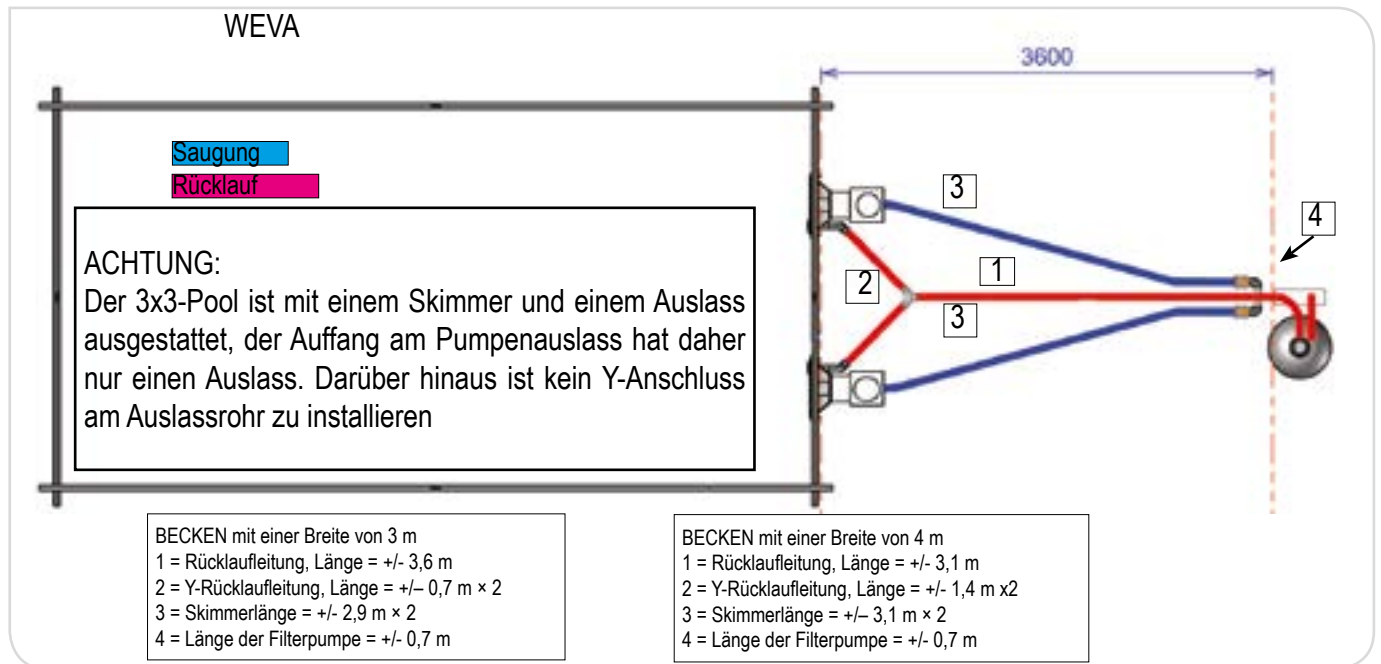 WEVA
3600
Saugung
Rücklauf
3
4
1
2
3
ACHTUNG:
Der 3x3-Pool ist mit einem Skimmer und einem Auslass
ausgestattet, der Auffang am Pumpenauslass hat daher
nur einen Auslass. Darüber hinaus ist kein Y-Anschluss
am Auslassrohr zu installieren
BECKEN mit einer Breite von 3 m
1 = Rücklaufleitung, Länge = +/- 3,6 m
2 = Y-Rücklaufleitung, Länge = +/– 0,7 m × 2
3 = Skimmerlänge = +/- 2,9 m × 2
4 = Länge der Filterpumpe = +/- 0,7 m
BECKEN mit einer Breite von 4 m
1 = Rücklaufleitung, Länge = +/- 3,1 m
2 = Y-Rücklaufleitung, Länge = +/- 1,4 m x2
3 = Skimmerlänge = +/– 3,1 m × 2
4 = Länge der Filterpumpe = +/- 0,7 m